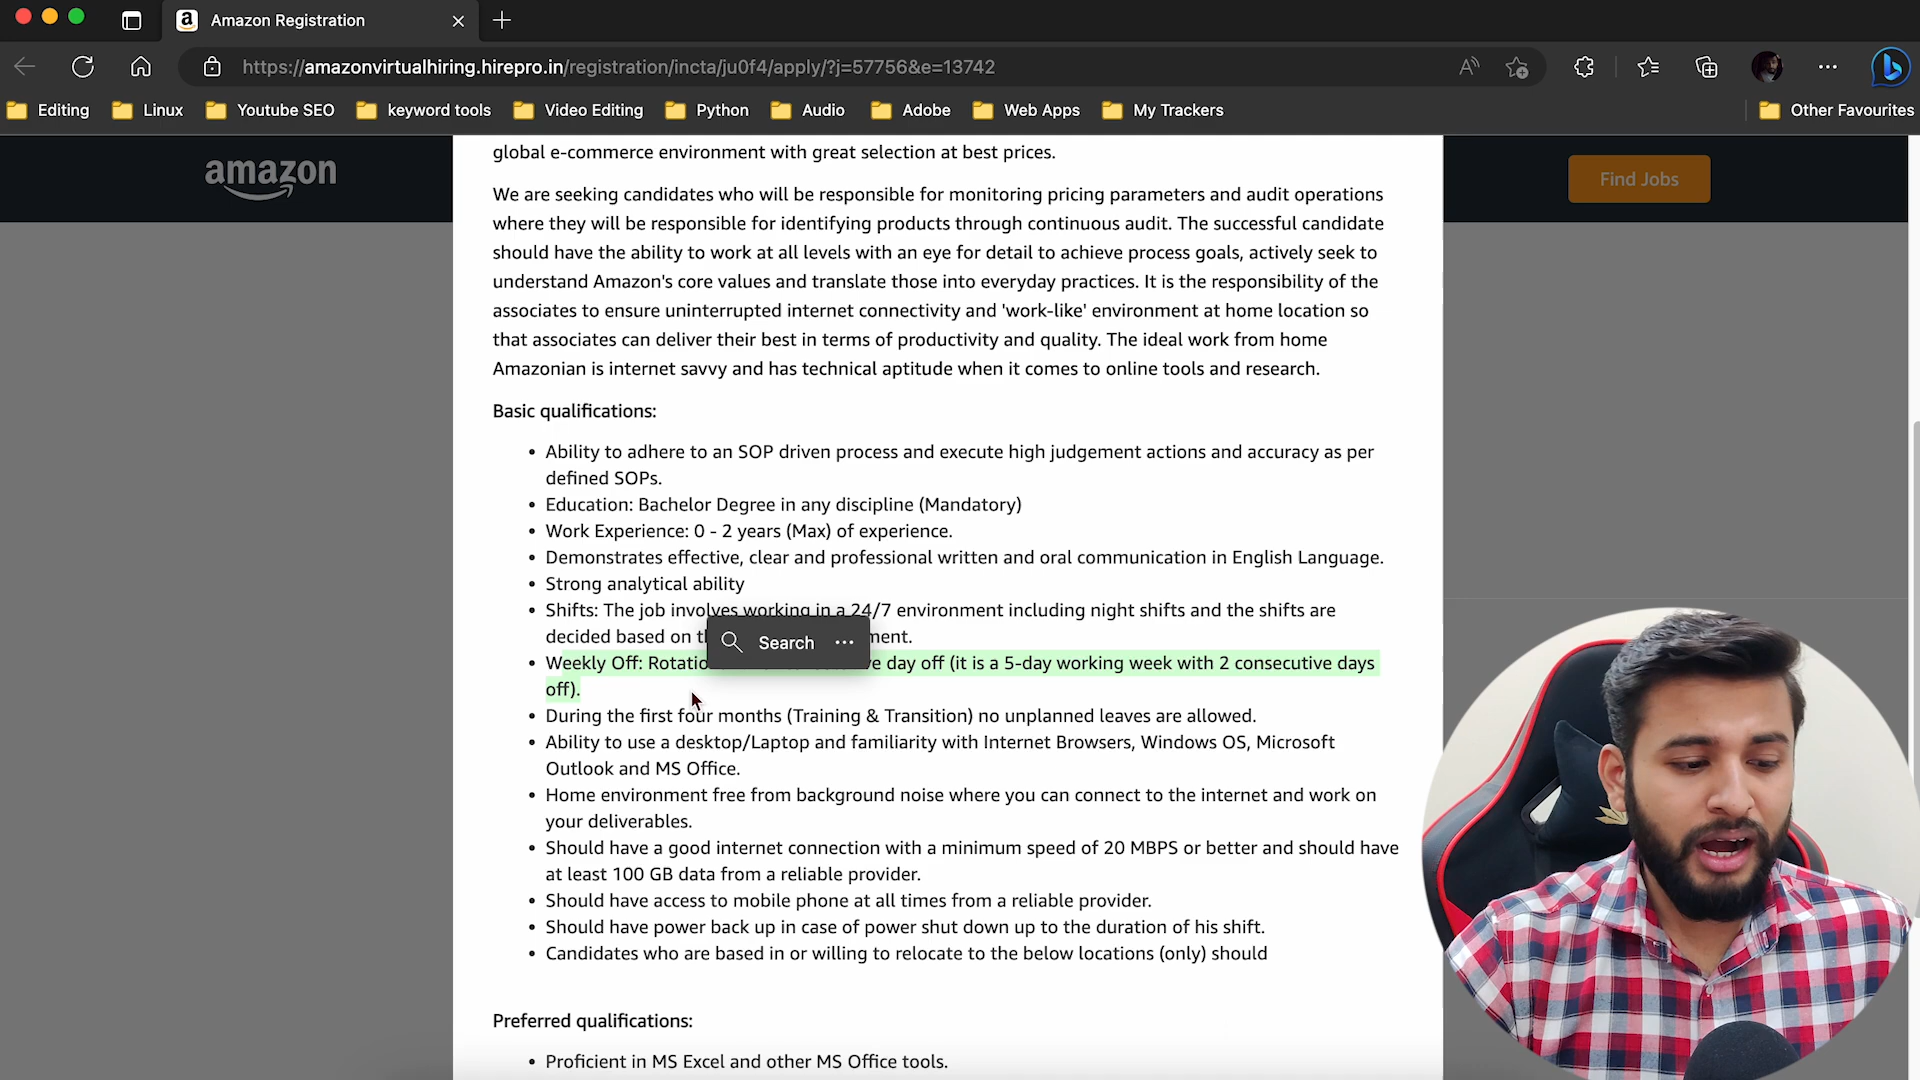 Amazon Registration
https://amazonvirtualhiring.hirepro.in/registration/incta/ju0f4/apply/?j=57756&e=13742
Editing Linux Youtube SEO keyword tools Video Editing Python Audio Adobe Web Apps My Trackers Other Favourites
amazon
Find Jobs
global e-commerce environment with great selection at best prices.
We are seeking candidates who will be responsible for monitoring pricing parameters and audit operations
where they will be responsible for identifying products through continuous audit. The successful candidate
should have the ability to work at all levels with an eye for detail to achieve process goals, actively seek to
understand Amazon's core values and translate those into everyday practices. It is the responsibility of the
associates to ensure uninterrupted internet connectivity and 'work-like' environment at home location so
that associates can deliver their best in terms of productivity and quality. The ideal work from home
Amazonian is internet savvy and has technical aptitude when it comes to online tools and research.
Basic qualifications:
• Ability to adhere to an SOP driven process and execute high judgement actions and accuracy as per
defined SOPs.
• Education: Bachelor Degree in any discipline (Mandatory)
• Work Experience: 0 - 2 years (Max) of experience.
• Demonstrates effective, clear and professional written and oral communication in English Language.
• Strong analytical ability
• Shifts: The job involves working in a 24/7 environment including night shifts and the shifts are
decided based on
Search ...
• Weekly Off: day off (it is a 5-day working week with 2 consecutive days
off).
• During the first four months (Training & Transition) no unplanned leaves are allowed.
• Ability to use a desktop/Laptop and familiarity with Internet Browsers, Windows OS, Microsoft
Outlook and MS Office.
• Home environment free from background noise where you can connect to the internet and work on
your deliverables.
• Should have a good internet connection with a minimum speed of 20 MBPS or better and should have
at least 100 GB data from a reliable provider.
• Should have access to mobile phone at all times from a reliable provider.
• Should have power back up in case of power shut down up to the duration of his shift.
• Candidates who are based in or willing to relocate to the below locations (only) should
Preferred qualifications:
• Proficient in MS Excel and other MS Office tools.